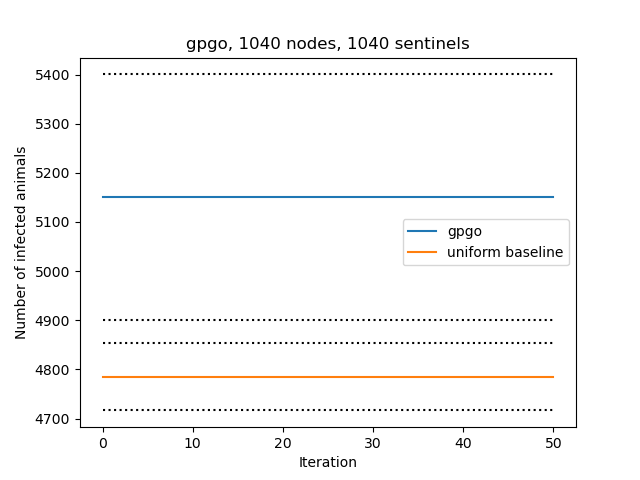 gpgo, 1040 nodes, 1040 sentinels
5400
5300
5200
5100
5000
4900
4800
4700
Number of infected animals
gpgo
uniform baseline
0 10 20 30 40 50
Iteration